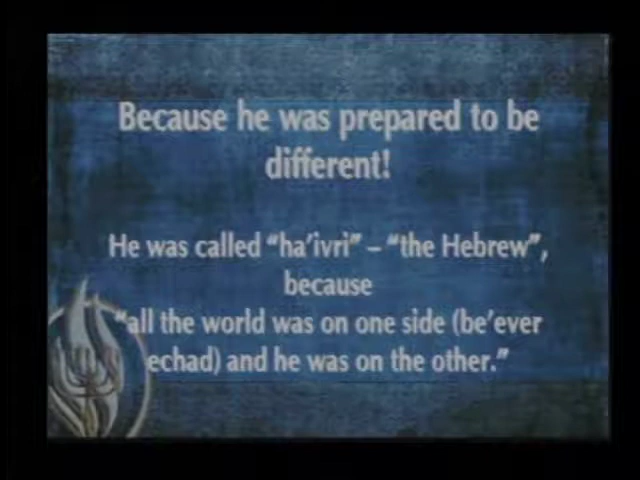 Because he was prepared to be
different!
He was called “ha’ivri” – “the Hebrew”,
because
“all the world was on one side (be’ever
echad) and he was on the other.”